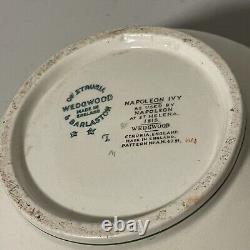 OF ETRURIA
WEDGWOOD
MADE IN
ENGLAND
& BARLASTON
NAPOLEON IVY
AS USED BY
NAPOLEON
AT ST HELENA.
1815.
WEDGWOOD
ETRURIA, ENGLAND.
MADE IN ENGLAND.